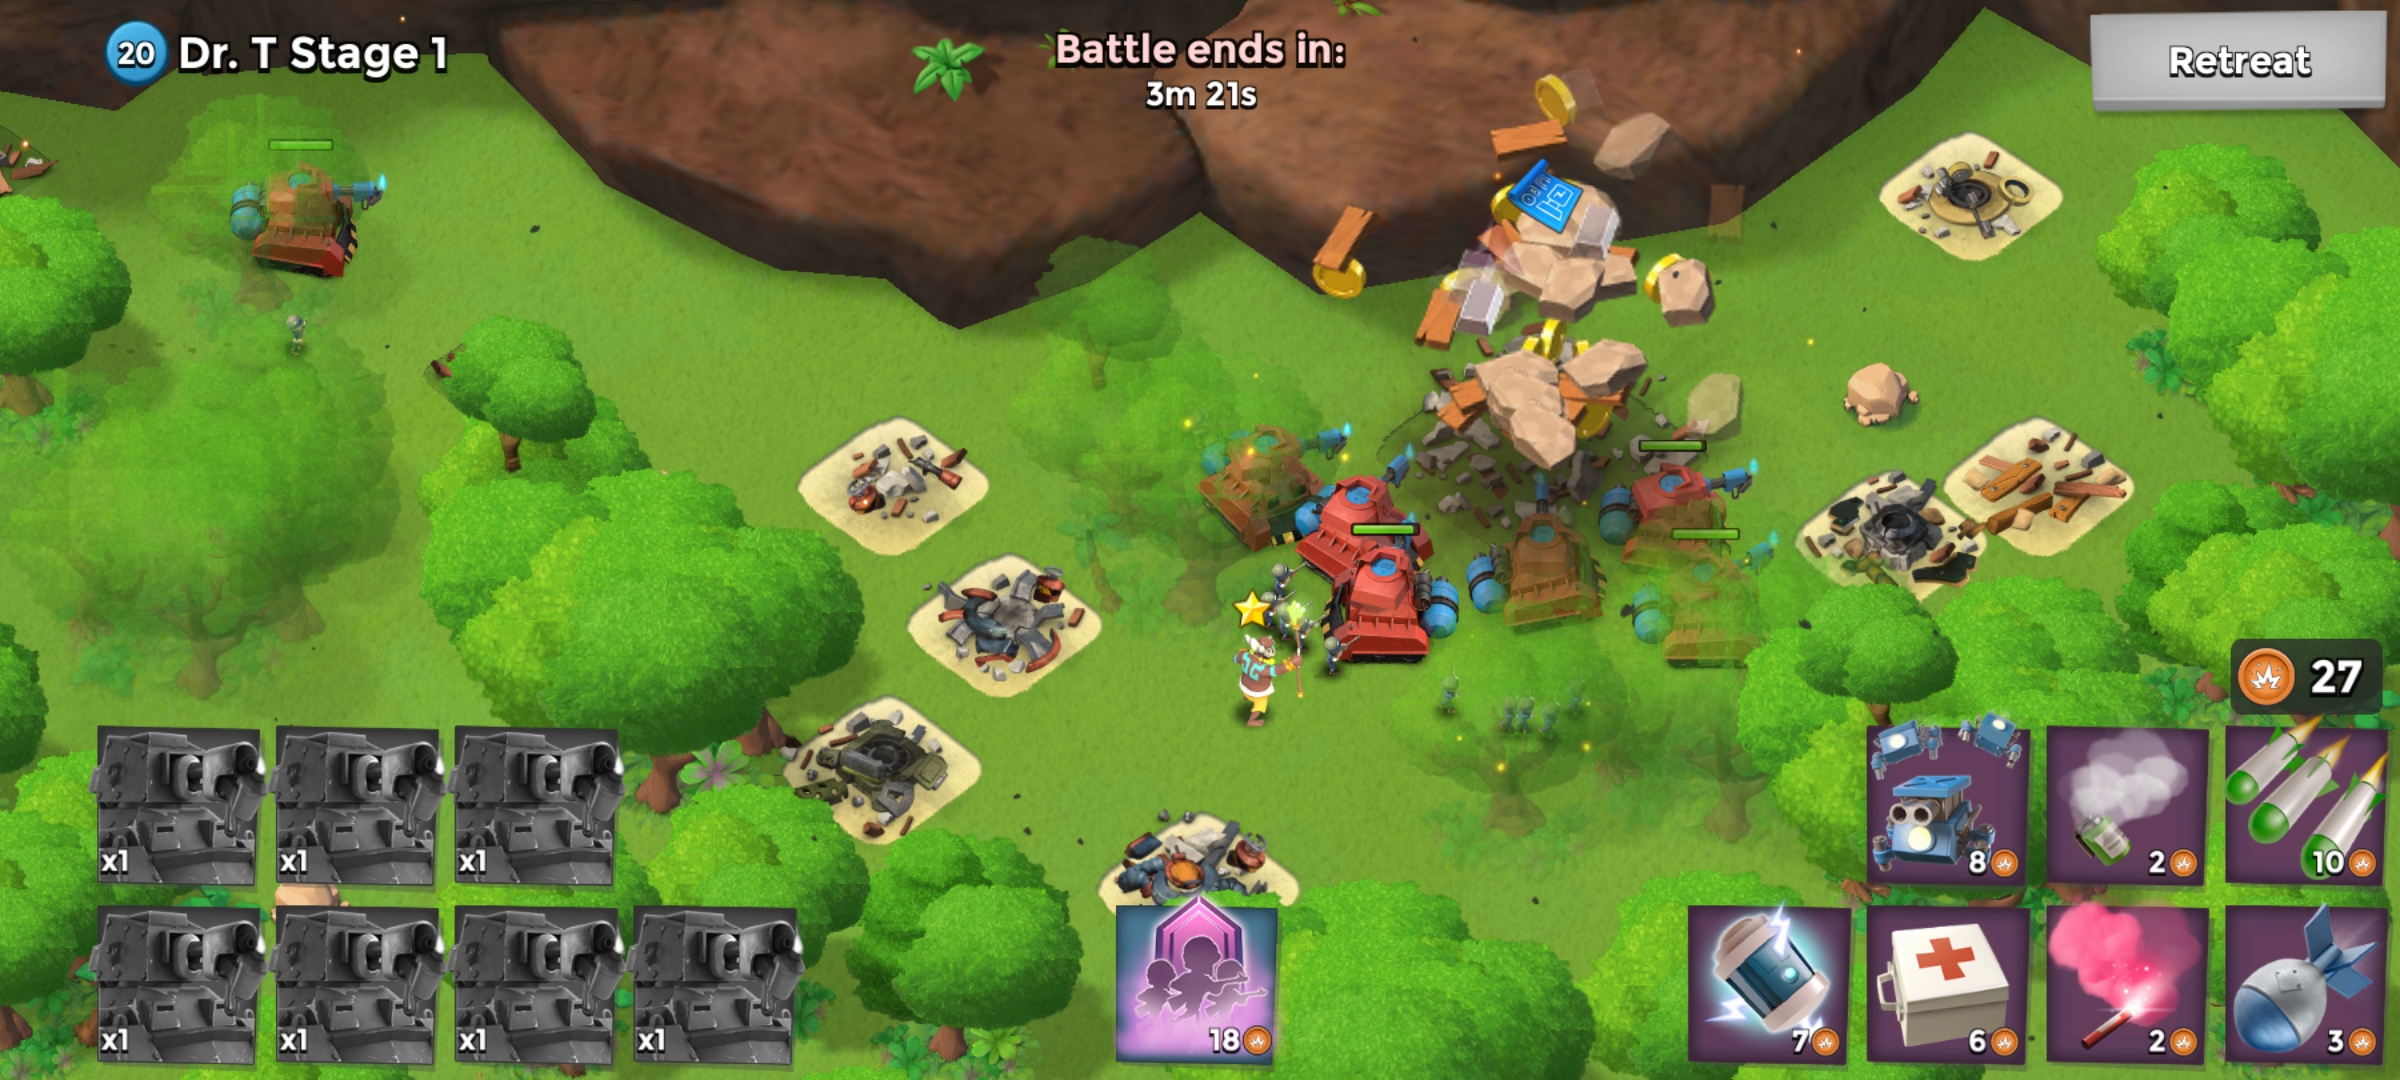 20 Dr. T Stage 1
Battle ends in:
3m 21s
Retreat
27
8
2
10
x1
x1
x1
x1
x1
x1
x1
18
7
6
2
3